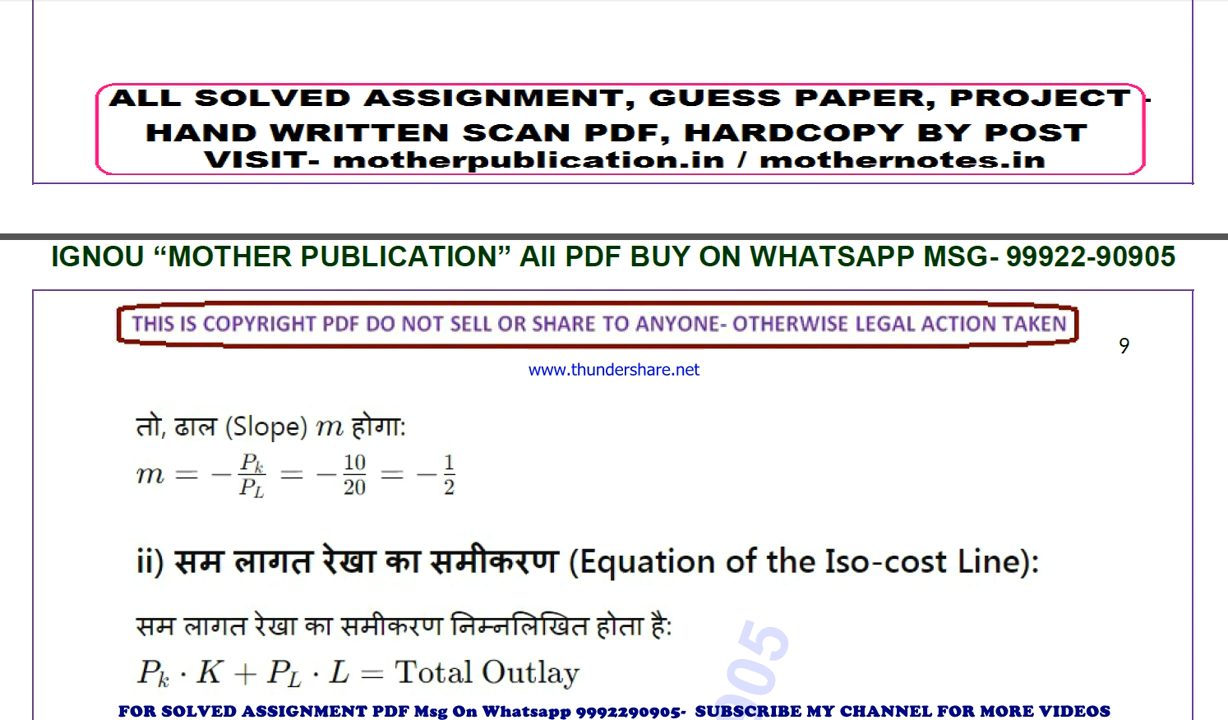 ALL SOLVED ASSIGNMENT, GUESS PAPER, PROJECT -
HAND WRITTEN SCAN PDF, HARDCOPY BY POST
VISIT- motherpublication.in / mothernotes.in
IGNOU “MOTHER PUBLICATION” All PDF BUY ON WHATSAPP MSG- 99922-90905
THIS IS COPYRIGHT PDF DO NOT SELL OR SHARE TO ANYONE- OTHERWISE LEGAL ACTION TAKEN
9
www.thundershare.net
तो, ढाल (Slope) m होगा:
m = −P_k/P_L = −10/20 = −1/2
ii) सम लागत रेखा का समीकरण (Equation of the Iso-cost Line):
सम लागत रेखा का समीकरण निम्नलिखित होता है:
P_k · K + P_L · L = Total Outlay
905
FOR SOLVED ASSIGNMENT PDF Msg On Whatsapp 9992290905- SUBSCRIBE MY CHANNEL FOR MORE VIDEOS